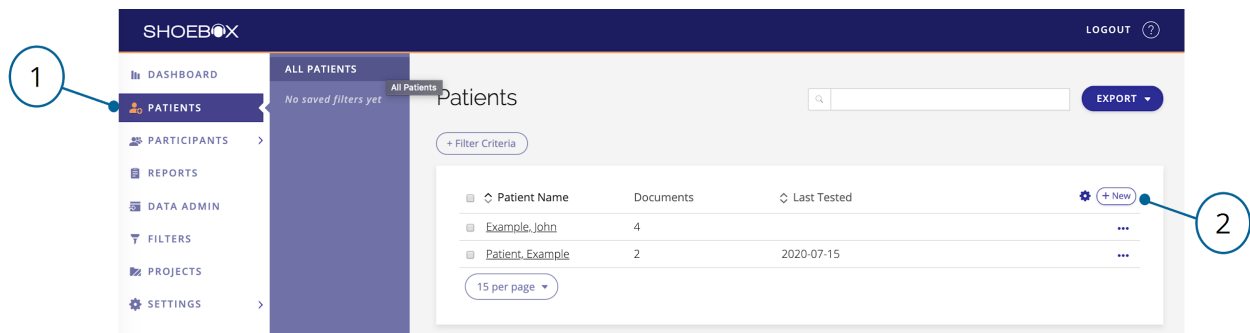 SHOEBOX
LOGOUT ?
1
DASHBOARD
PATIENTS
PARTICIPANTS
REPORTS
DATA ADMIN
FILTERS
PROJECTS
SETTINGS
ALL PATIENTS
No saved filters yet
All Patients
Patients
EXPORT
+ Filter Criteria
Patient Name Documents Last Tested + New
Example, John 4
Patient, Example 2 2020-07-15
15 per page
2